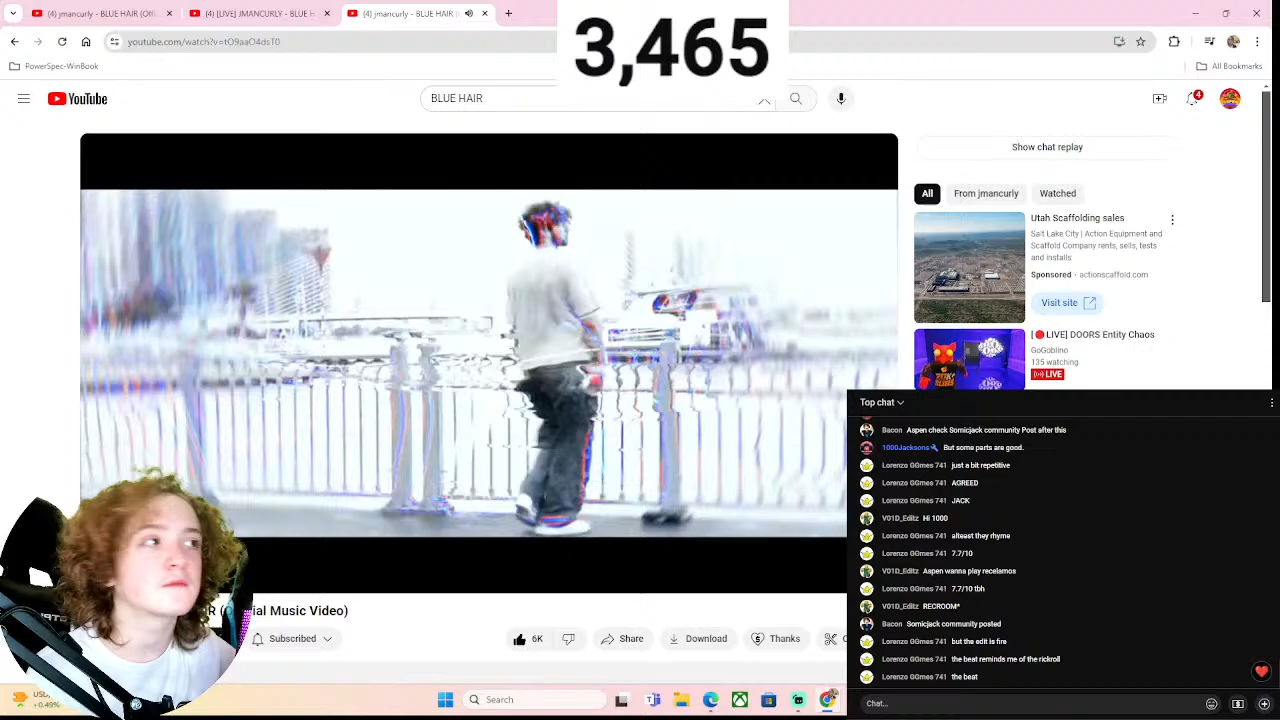 (4) jmancurly - BLUE HAIR (Offi
(4) [LIVE] JMANCURLY - BLUE H
(4) jmancurly - BLUE HAIR (
youtube.com/watch?v=tO9aaO4dsT0
3,465
PowerSpec-WinBook
All Bookmarks
YouTube
BLUE HAIR
4
Show chat replay
All
From jmancurly
Watched
Utah Scaffolding sales
Salt Lake City | Action Equipment and
Scaffold Company rents, sells, tests
and installs
Sponsored · actionscaffold.com
Visit site
[🔴LIVE] DOORS Entity Chaos
GoGoblino
135 watching
LIVE
Top chat
Bacon Aspen check Somicjack community Post after this
1000Jacksons But some parts are good.
Lorenzo GGmes 741 just a bit repetitive
Lorenzo GGmes 741 AGREED
Lorenzo GGmes 741 JACK
V01D_Editz Hi 1000
Lorenzo GGmes 741 alteast they rhyme
Lorenzo GGmes 741 7.7/10
V01D_Editz Aspen wanna play recelamos
Lorenzo GGmes 741 7.7/10 tbh
V01D_Editz RECROOM*
Bacon Somicjack community posted
Lorenzo GGmes 741 but the edit is fire
Lorenzo GGmes 741 the beat reminds me of the rickroll
Lorenzo GGmes 741 the beat
Chat...
R (
ial Music Video)
Subscribed
6K
Share
Download
Thanks
C
+0.49%
Search